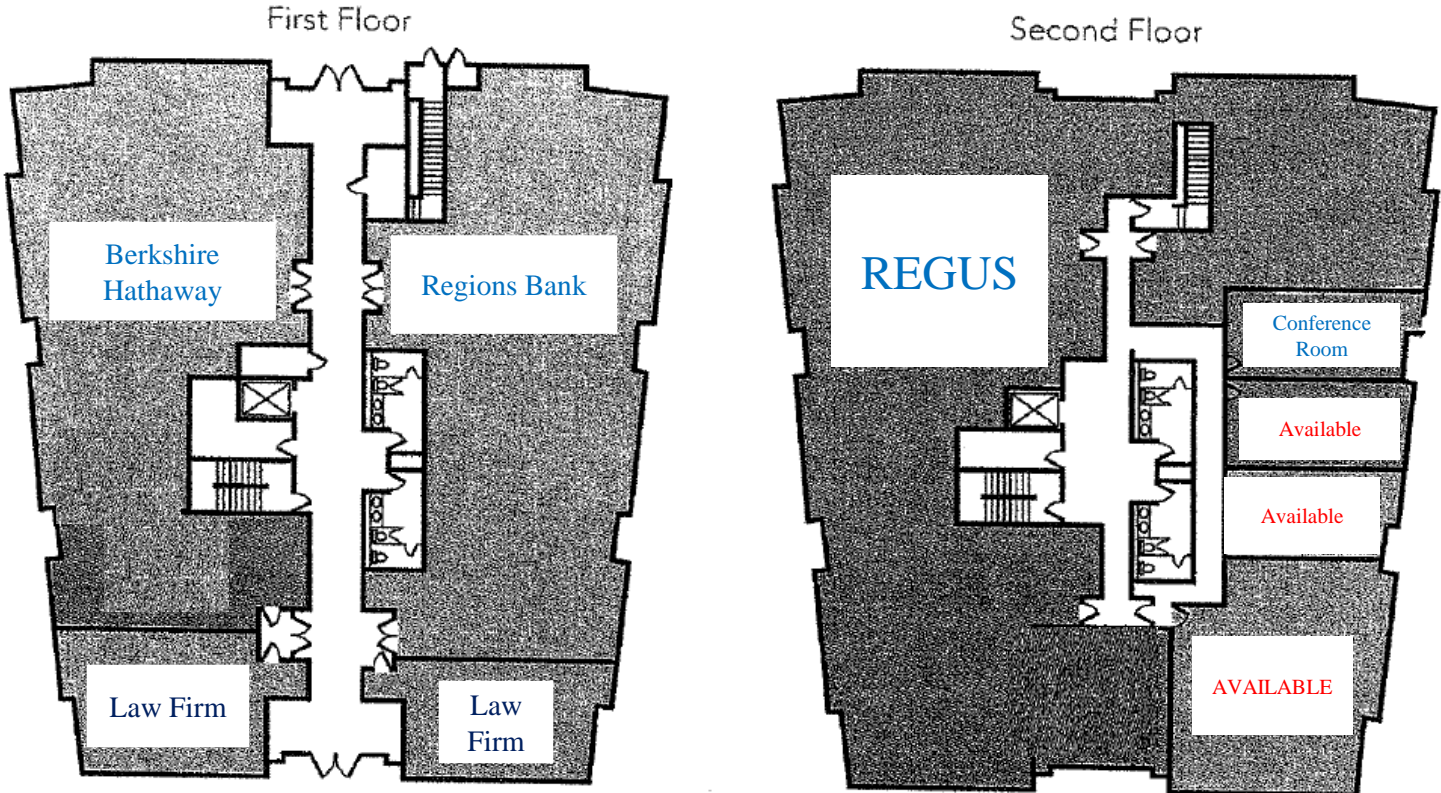 First Floor
Second Floor
Berkshire
Hathaway
Regions Bank
Law Firm
Law
Firm
REGUS
Conference
Room
Available
Available
AVAILABLE